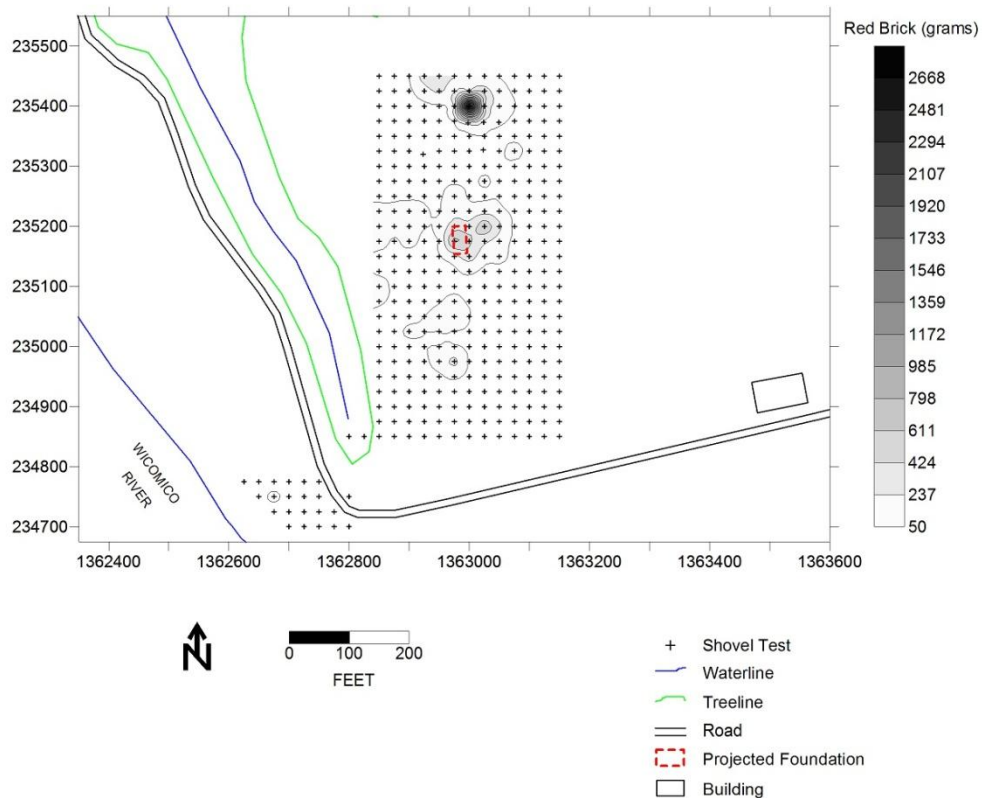 Red Brick (grams)
235500
235400
235300
235200
235100
235000
234900
234800
234700
2668
2481
2294
2107
1920
1733
1546
1359
1172
985
798
611
424
237
50
WICOMICO
RIVER
1362400
1362600
1362800
1363000
1363200
1363400
1363600
N
0 100 200
FEET
Shovel Test
Waterline
Treeline
Road
Projected Foundation
Building